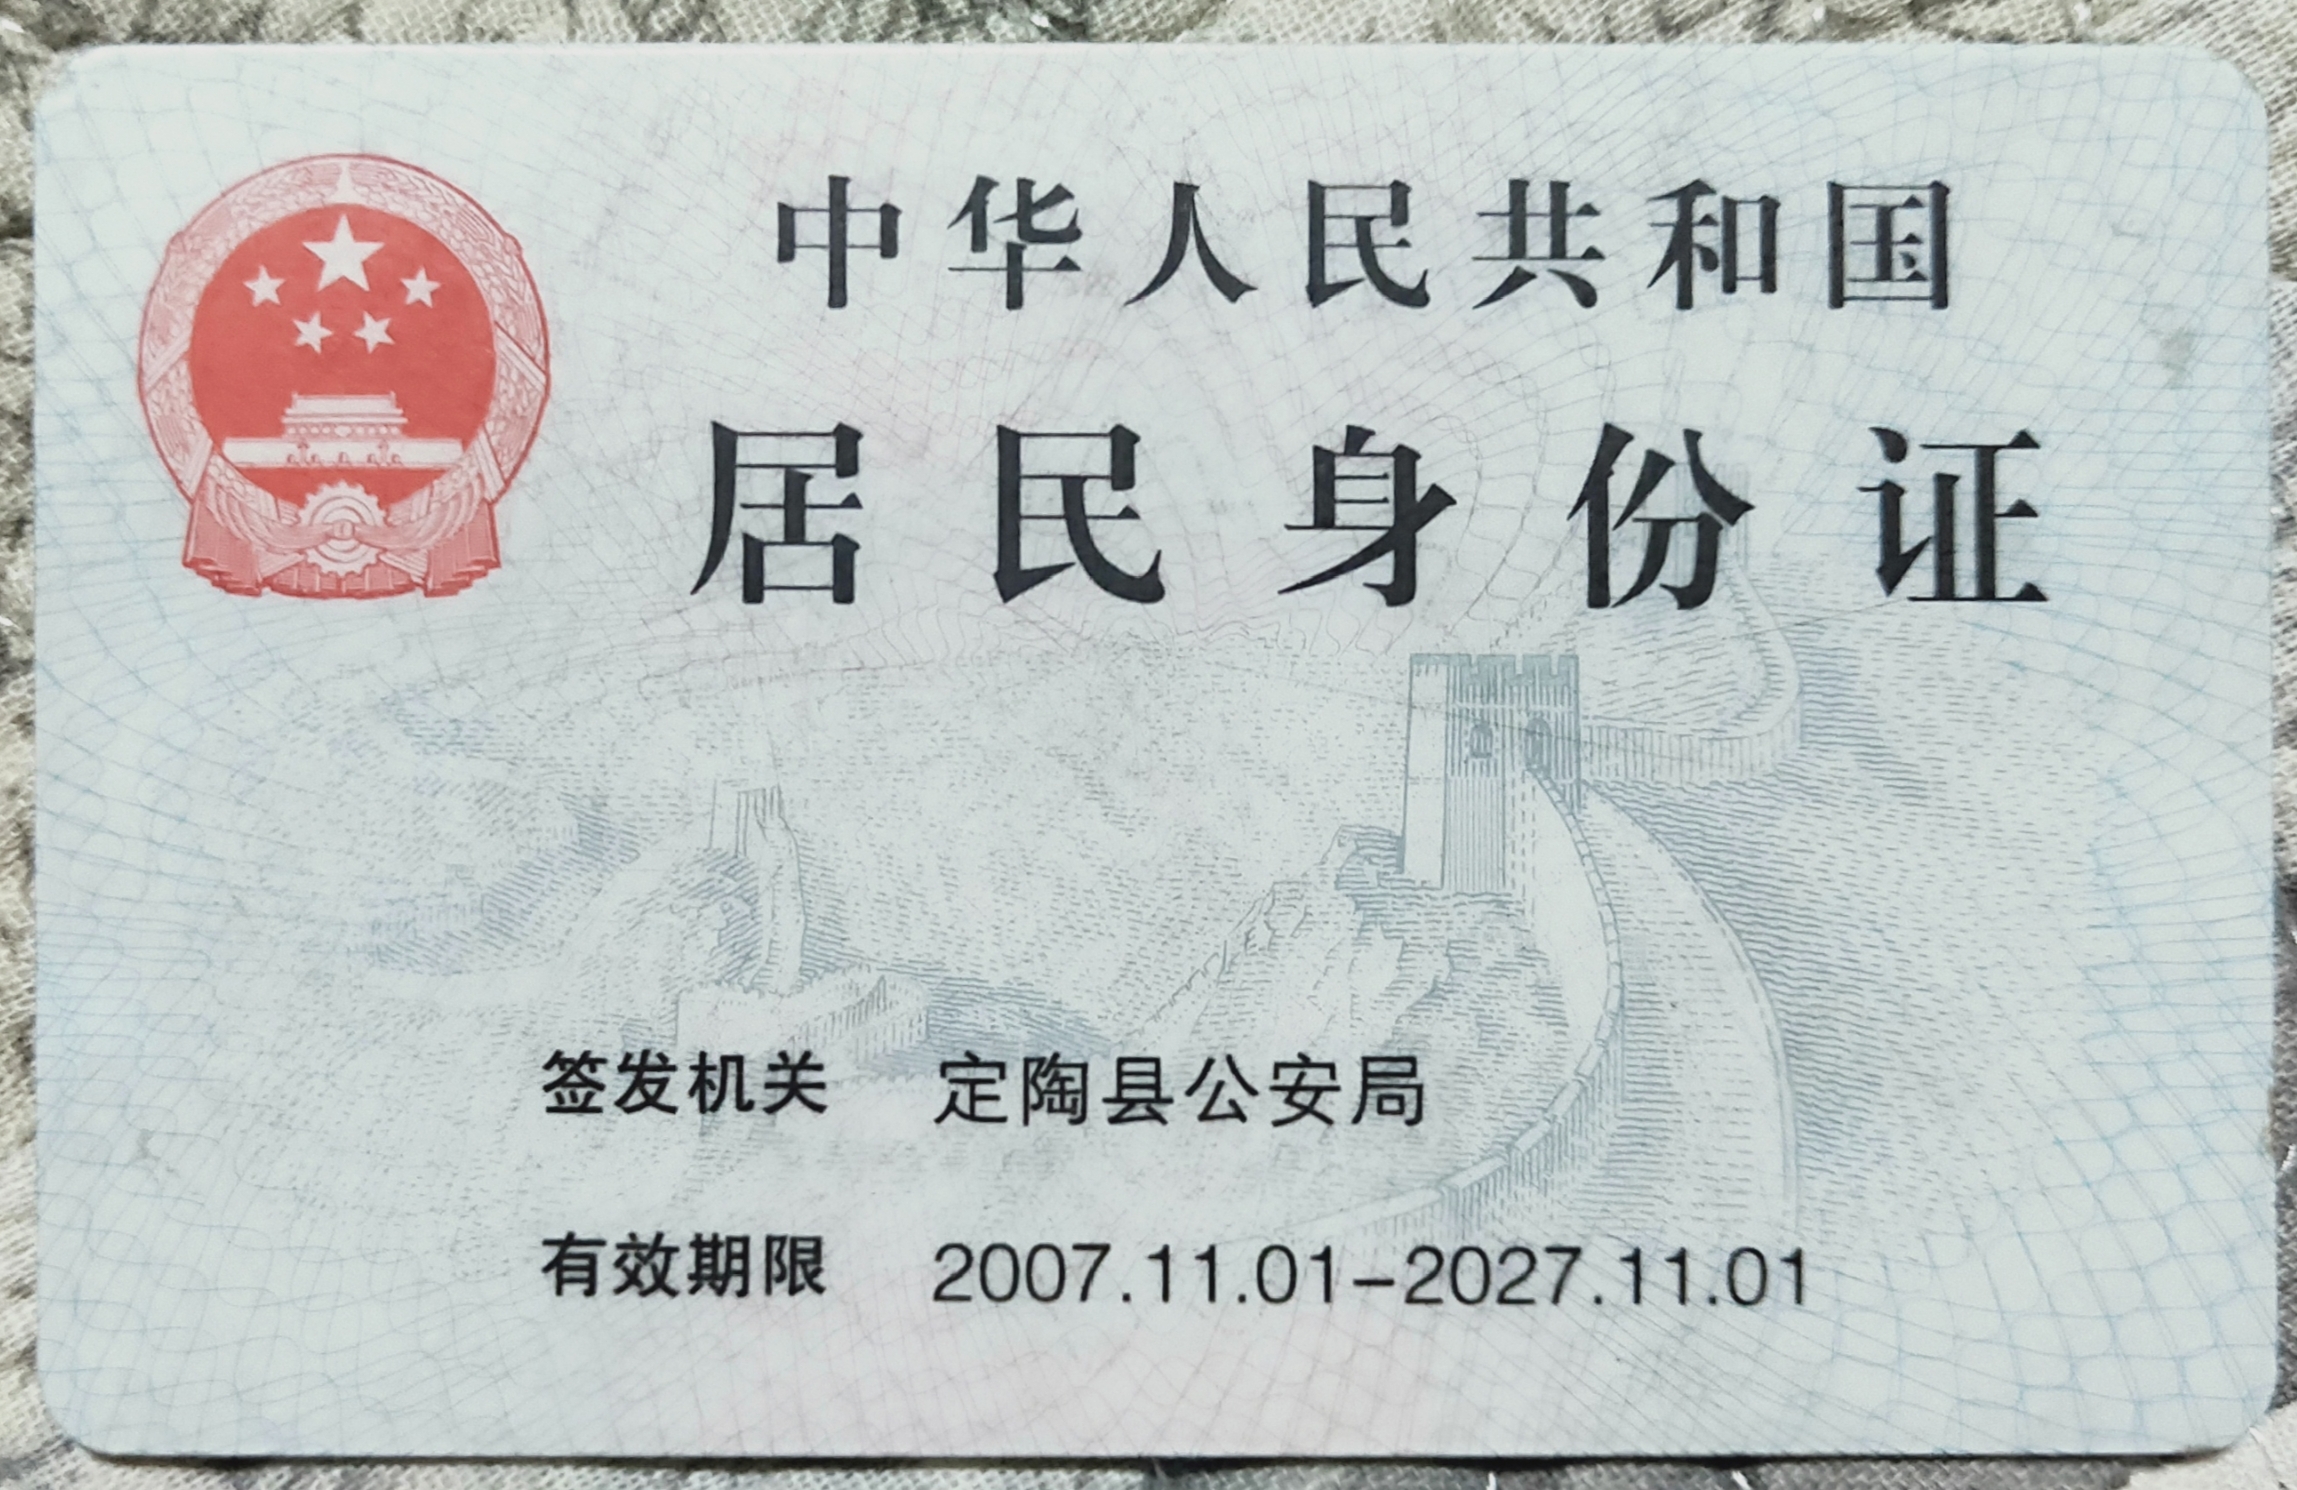 中华人民共和国
居民身份证
签发机关 定陶县公安局
有效期限 2007.11.01-2027.11.01